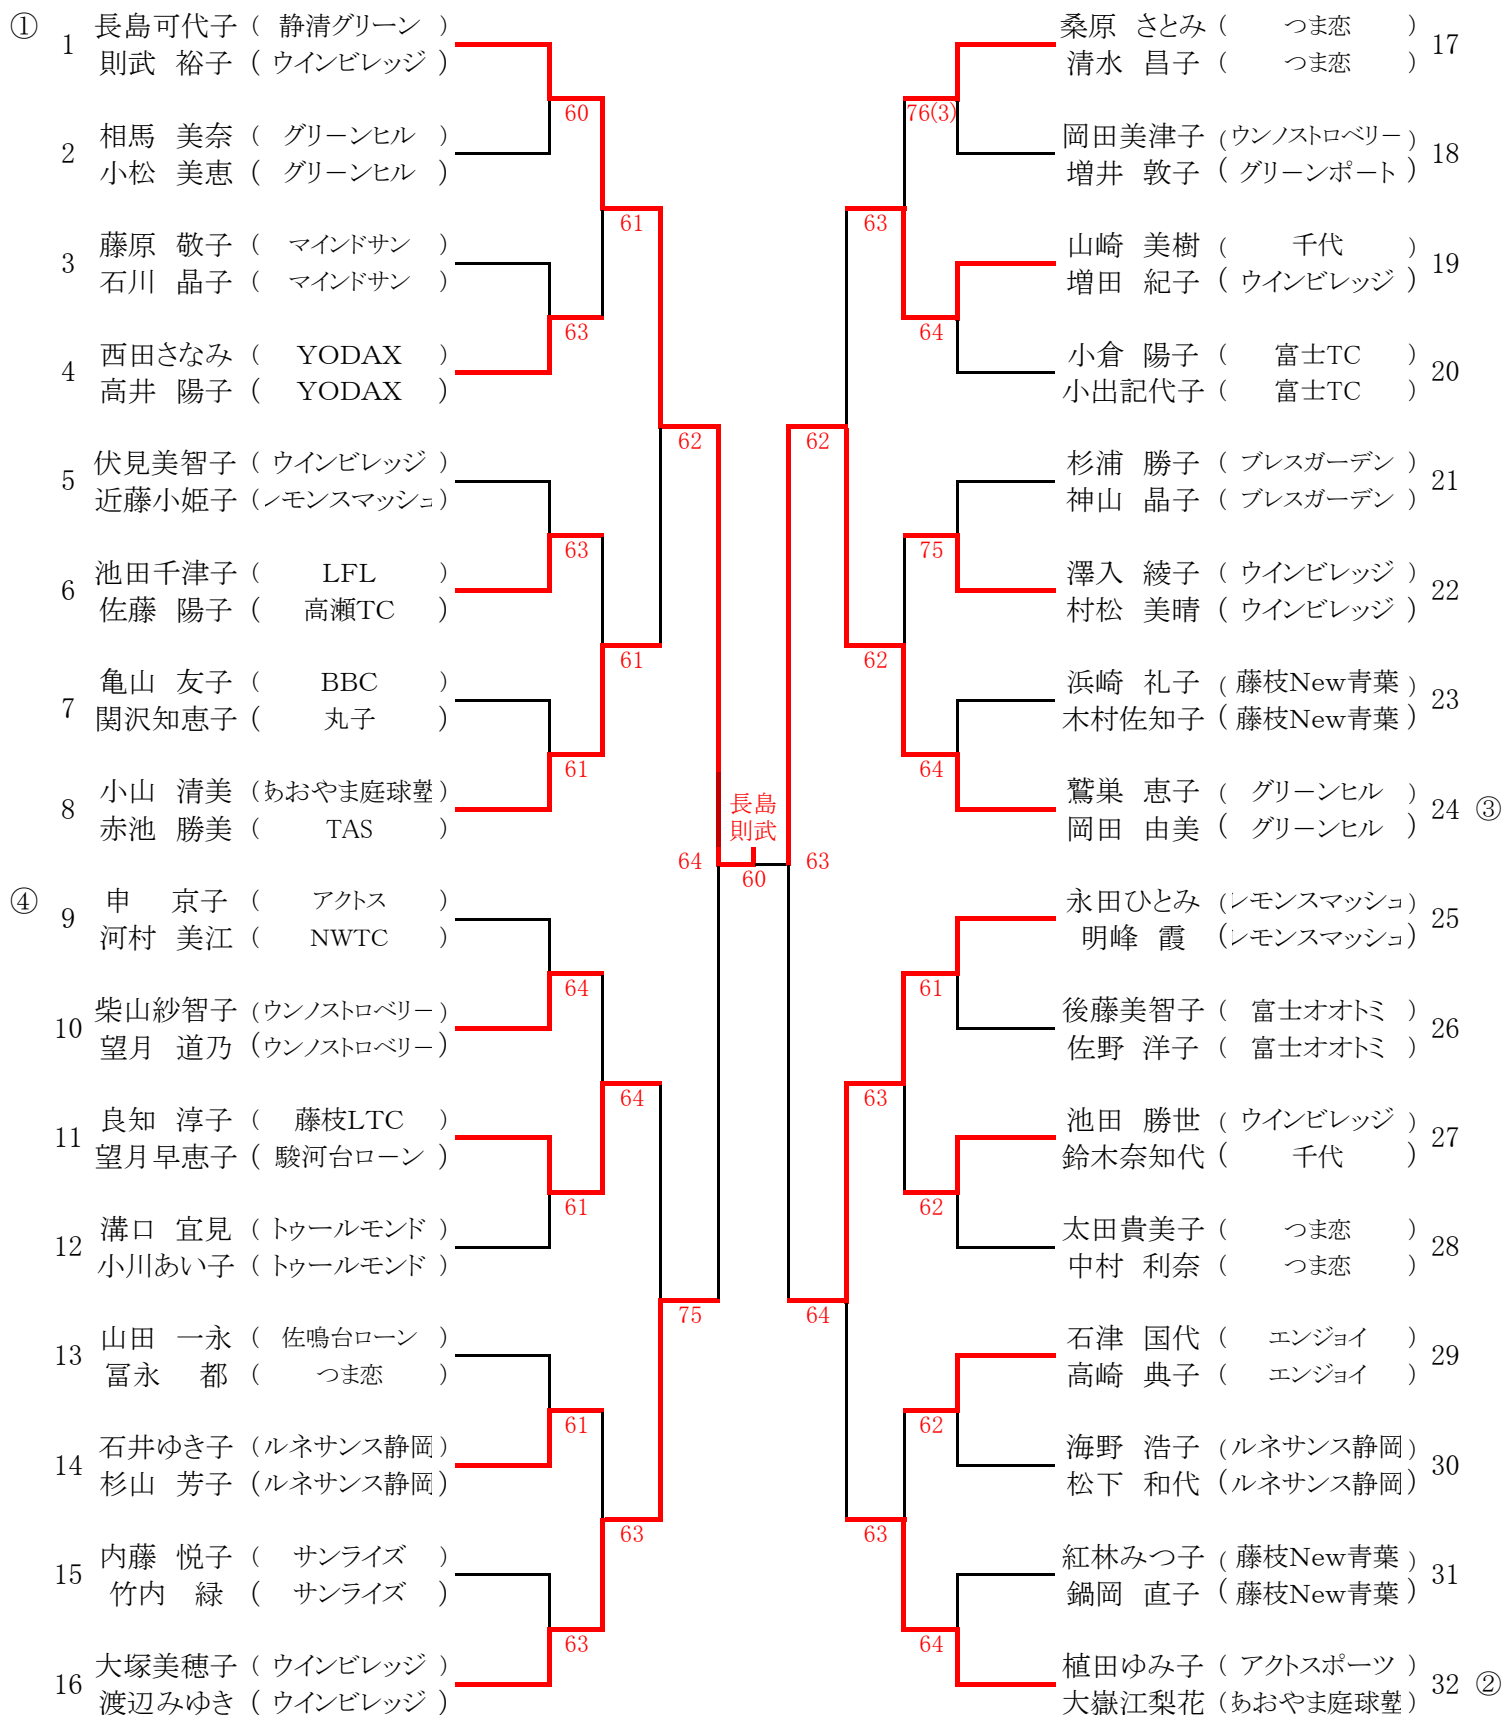 ① 1 長島可代子 ( 静清グリーン )
則武 裕子 ( ウインビレッジ )
60
2 相馬 美奈 ( グリーンヒル )
小松 美恵 ( グリーンヒル )
61
3 藤原 敬子 ( マインドサン )
石川 晶子 ( マインドサン )
63
4 西田さなみ ( YODAX )
高井 陽子 ( YODAX )
62
5 伏見美智子 ( ウインビレッジ )
近藤小姫子 (レモンスマッシュ)
63
6 池田千津子 ( LFL )
佐藤 陽子 ( 高瀬TC )
61
7 亀山 友子 ( BBC )
関沢知恵子 ( 丸子 )
61
8 小山 清美 (あおやま庭球塾)
赤池 勝美 ( TAS )
64
④ 9 申 京子 ( アクトス )
河村 美江 ( NWTC )
64
10 柴山紗智子 (ウンノストロベリー)
望月 道乃 (ウンノストロベリー)
64
11 良知 淳子 ( 藤枝LTC )
望月早恵子 ( 駿河台ローン )
61
12 溝口 宜見 ( トゥールモンド )
小川あい子 ( トゥールモンド )
75
13 山田 一永 ( 佐鳴台ローン )
冨永 都 ( つま恋 )
61
14 石井ゆき子 (ルネサンス静岡)
杉山 芳子 (ルネサンス静岡)
63
15 内藤 悦子 ( サンライズ )
竹内 緑 ( サンライズ )
63
16 大塚美穂子 ( ウインビレッジ )
渡辺みゆき ( ウインビレッジ )
長島
則武
60
桑原 さとみ ( つま恋 ) 17
清水 昌子 ( つま恋 )
76(3)
岡田美津子 (ウンノストロベリー) 18
増井 敦子 ( グリーンポート )
63
山崎 美樹 ( 千代 ) 19
増田 紀子 ( ウインビレッジ )
64
小倉 陽子 ( 富士TC ) 20
小出記代子 ( 富士TC )
62
杉浦 勝子 ( ブレスガーデン ) 21
神山 晶子 ( ブレスガーデン )
75
澤入 綾子 ( ウインビレッジ ) 22
村松 美晴 ( ウインビレッジ )
62
浜崎 礼子 ( 藤枝New青葉 ) 23
木村佐知子 ( 藤枝New青葉 )
64
鷲巣 恵子 ( グリーンヒル ) 24 ③
岡田 由美 ( グリーンヒル )
63
永田ひとみ (レモンスマッシュ) 25
明峰 霞 (レモンスマッシュ)
61
後藤美智子 ( 富士オオトミ ) 26
佐野 洋子 ( 富士オオトミ )
63
池田 勝世 ( ウインビレッジ ) 27
鈴木奈知代 ( 千代 )
62
太田貴美子 ( つま恋 ) 28
中村 利奈 ( つま恋 )
64
石津 国代 ( エンジョイ ) 29
高崎 典子 ( エンジョイ )
62
海野 浩子 (ルネサンス静岡) 30
松下 和代 (ルネサンス静岡)
63
紅林みつ子 ( 藤枝New青葉 ) 31
鍋岡 直子 ( 藤枝New青葉 )
64
植田ゆみ子 ( アクトスポーツ ) 32 ②
大嶽江梨花 (あおやま庭球塾)